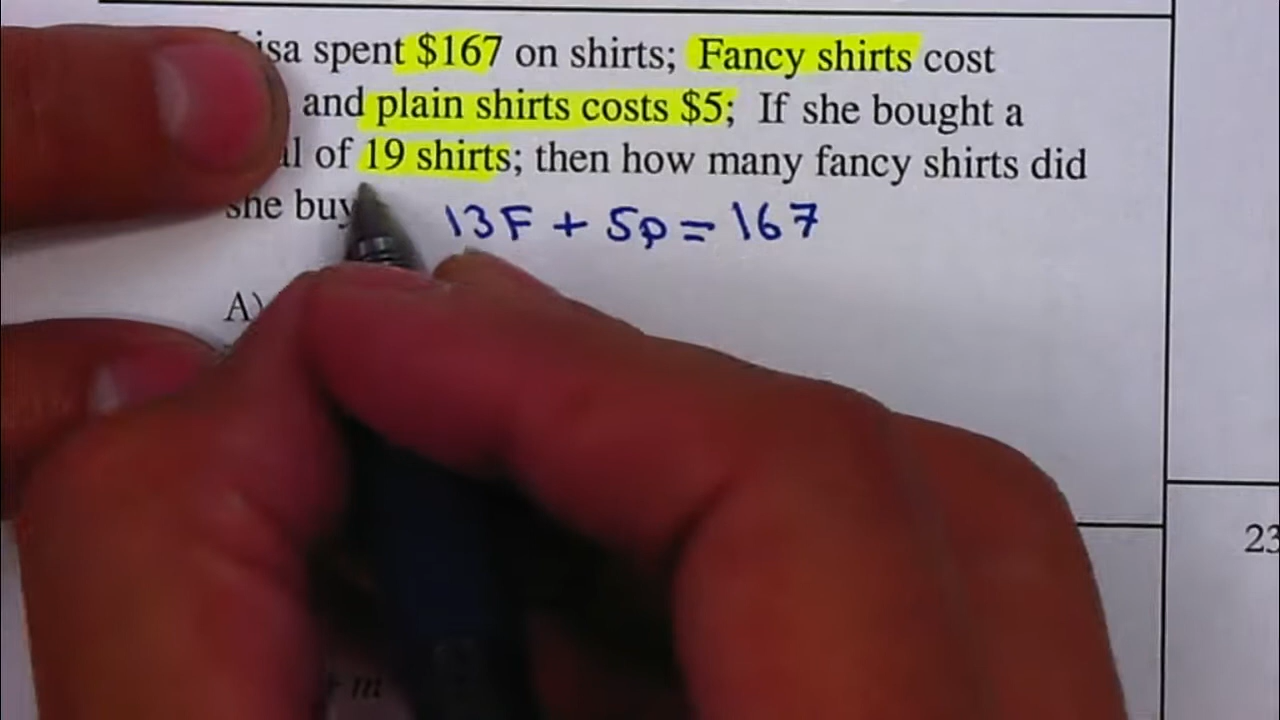 isa spent $167 on shirts; Fancy shirts cost
and plain shirts costs $5; If she bought a
l of 19 shirts; then how many fancy shirts did
she buy
13F + 5p = 167
A)
23
m